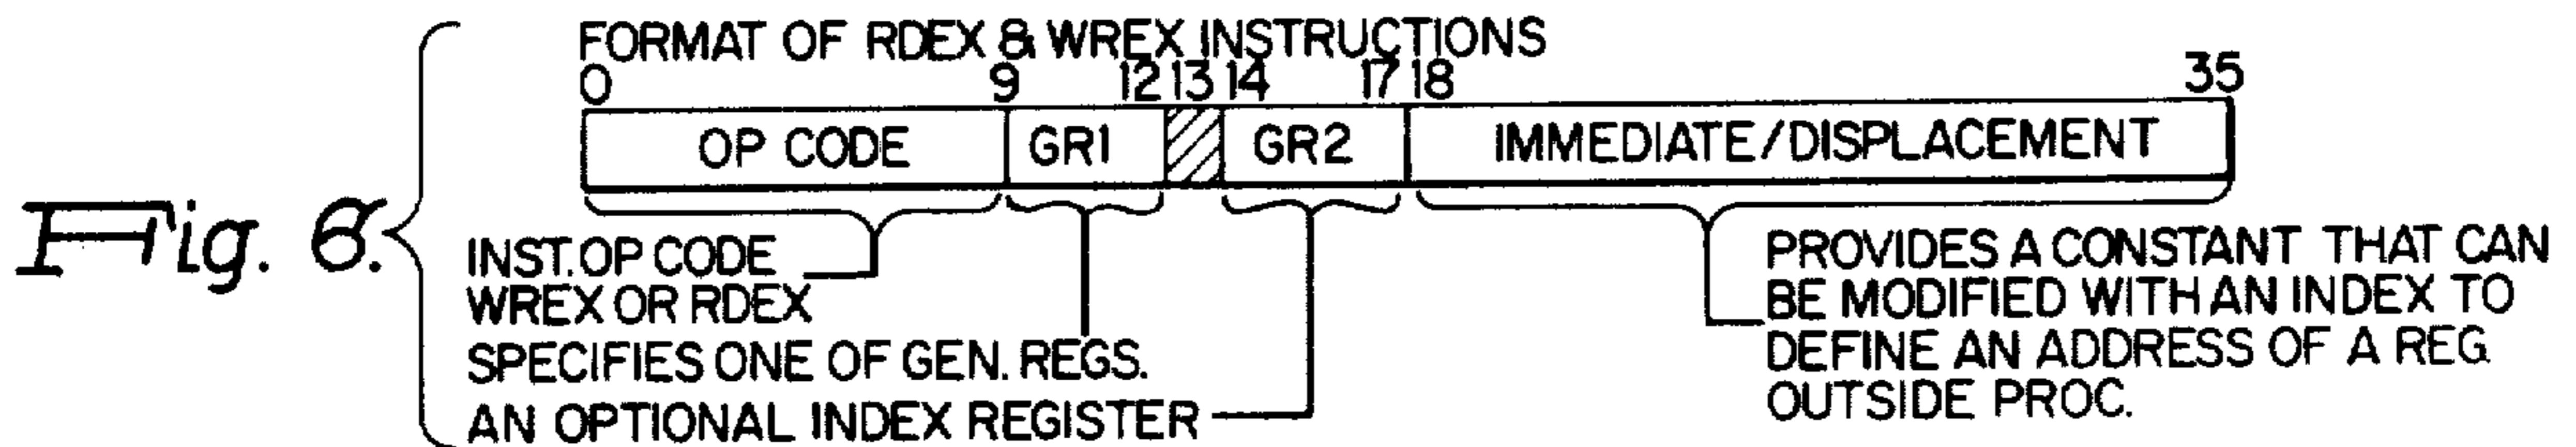 FORMAT OF RDEX & WREX INSTRUCTIONS
0 9 12 13 14 17 18 35
OP CODE GR1 GR2 IMMEDIATE/DISPLACEMENT
Fig. 6.
INST. OP CODE
WREX OR RDEX
SPECIFIES ONE OF GEN. REGS.
AN OPTIONAL INDEX REGISTER
PROVIDES A CONSTANT THAT CAN
BE MODIFIED WITH AN INDEX TO
DEFINE AN ADDRESS OF A REG.
OUTSIDE PROC.